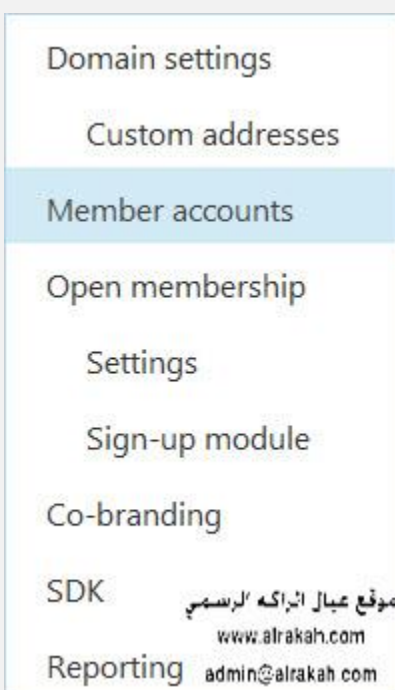 Domain settings
Custom addresses
Member accounts
Open membership
Settings
Sign-up module
Co-branding
SDK
موقع عيال الراكه الرسمي
www.alrakah.com
Reporting
admin@alrakah.com